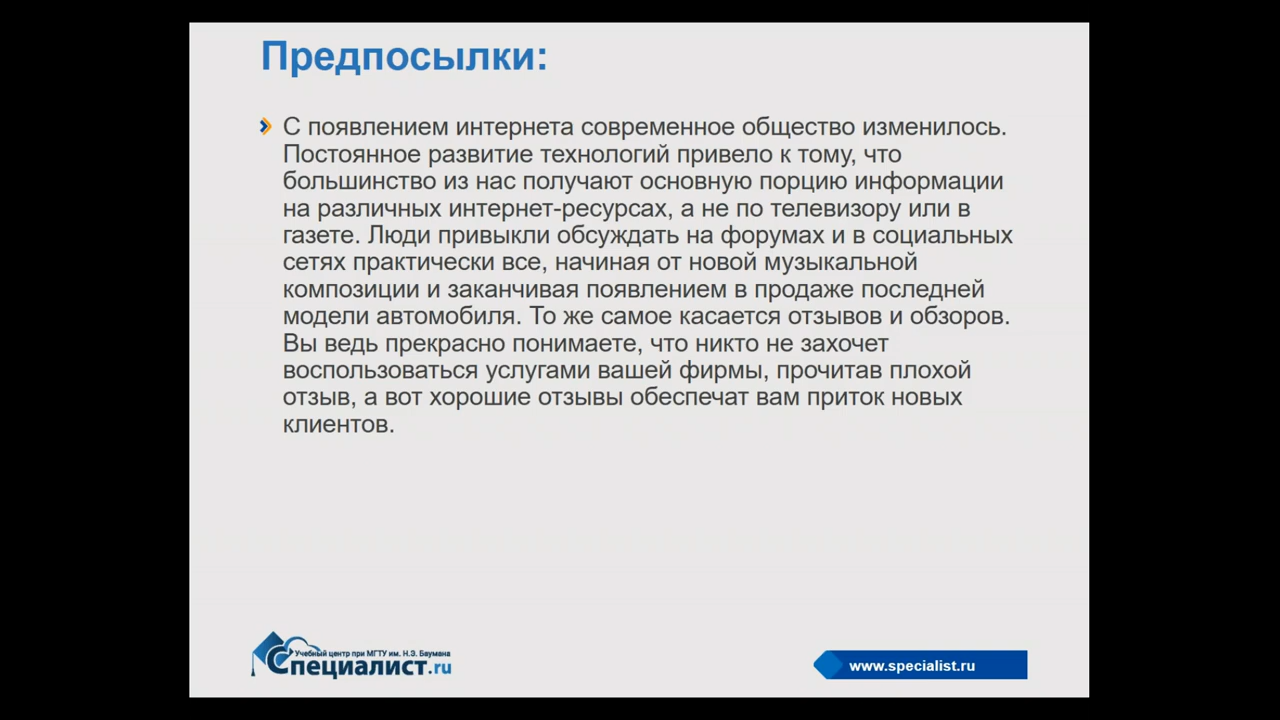 Предпосылки:
С появлением интернета современное общество изменилось.
Постоянное развитие технологий привело к тому, что
большинство из нас получают основную порцию информации
на различных интернет-ресурсах, а не по телевизору или в
газете. Люди привыкли обсуждать на форумах и в социальных
сетях практически все, начиная от новой музыкальной
композиции и заканчивая появлением в продаже последней
модели автомобиля. То же самое касается отзывов и обзоров.
Вы ведь прекрасно понимаете, что никто не захочет
воспользоваться услугами вашей фирмы, прочитав плохой
отзыв, а вот хорошие отзывы обеспечат вам приток новых
клиентов.
Учебный центр при МГТУ им. Н.Э. Баумана
Специалист.ru
www.specialist.ru